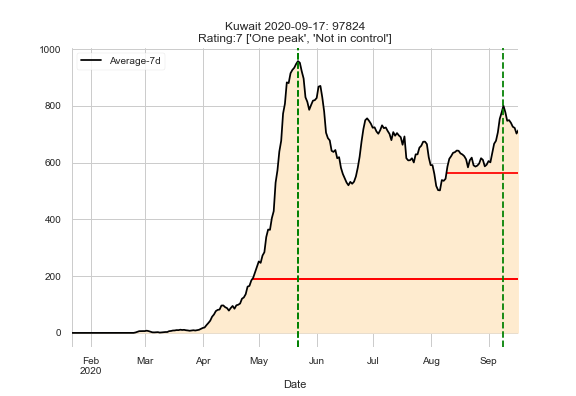 Kuwait 2020-09-17: 97824
Rating:7 ['One peak', 'Not in control']
Average-7d
1000
800
600
400
200
0
Feb Mar Apr May Jun Jul Aug Sep
2020
Date